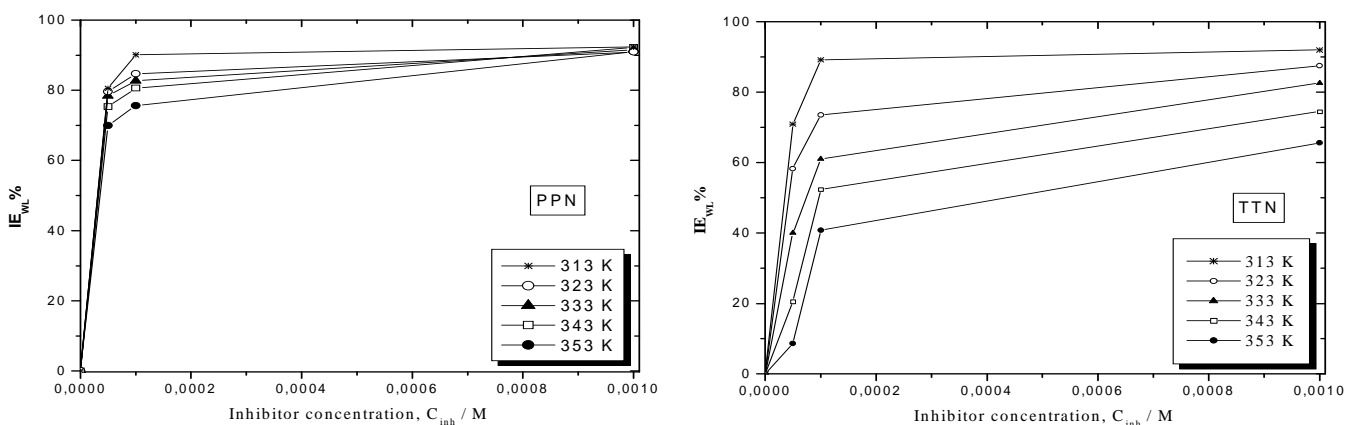 IE_WL%
100
80
60
40
20
0
PPN
313 K
323 K
333 K
343 K
353 K
0,0000
0,0002
0,0004
0,0006
0,0008
0,0010
Inhibitor concentration, C_inh / M
IE_WL%
100
80
60
40
20
0
TTN
313 K
323 K
333 K
343 K
353 K
0,0000
0,0002
0,0004
0,0006
0,0008
0,0010
Inhibitor concentration, C_inh / M